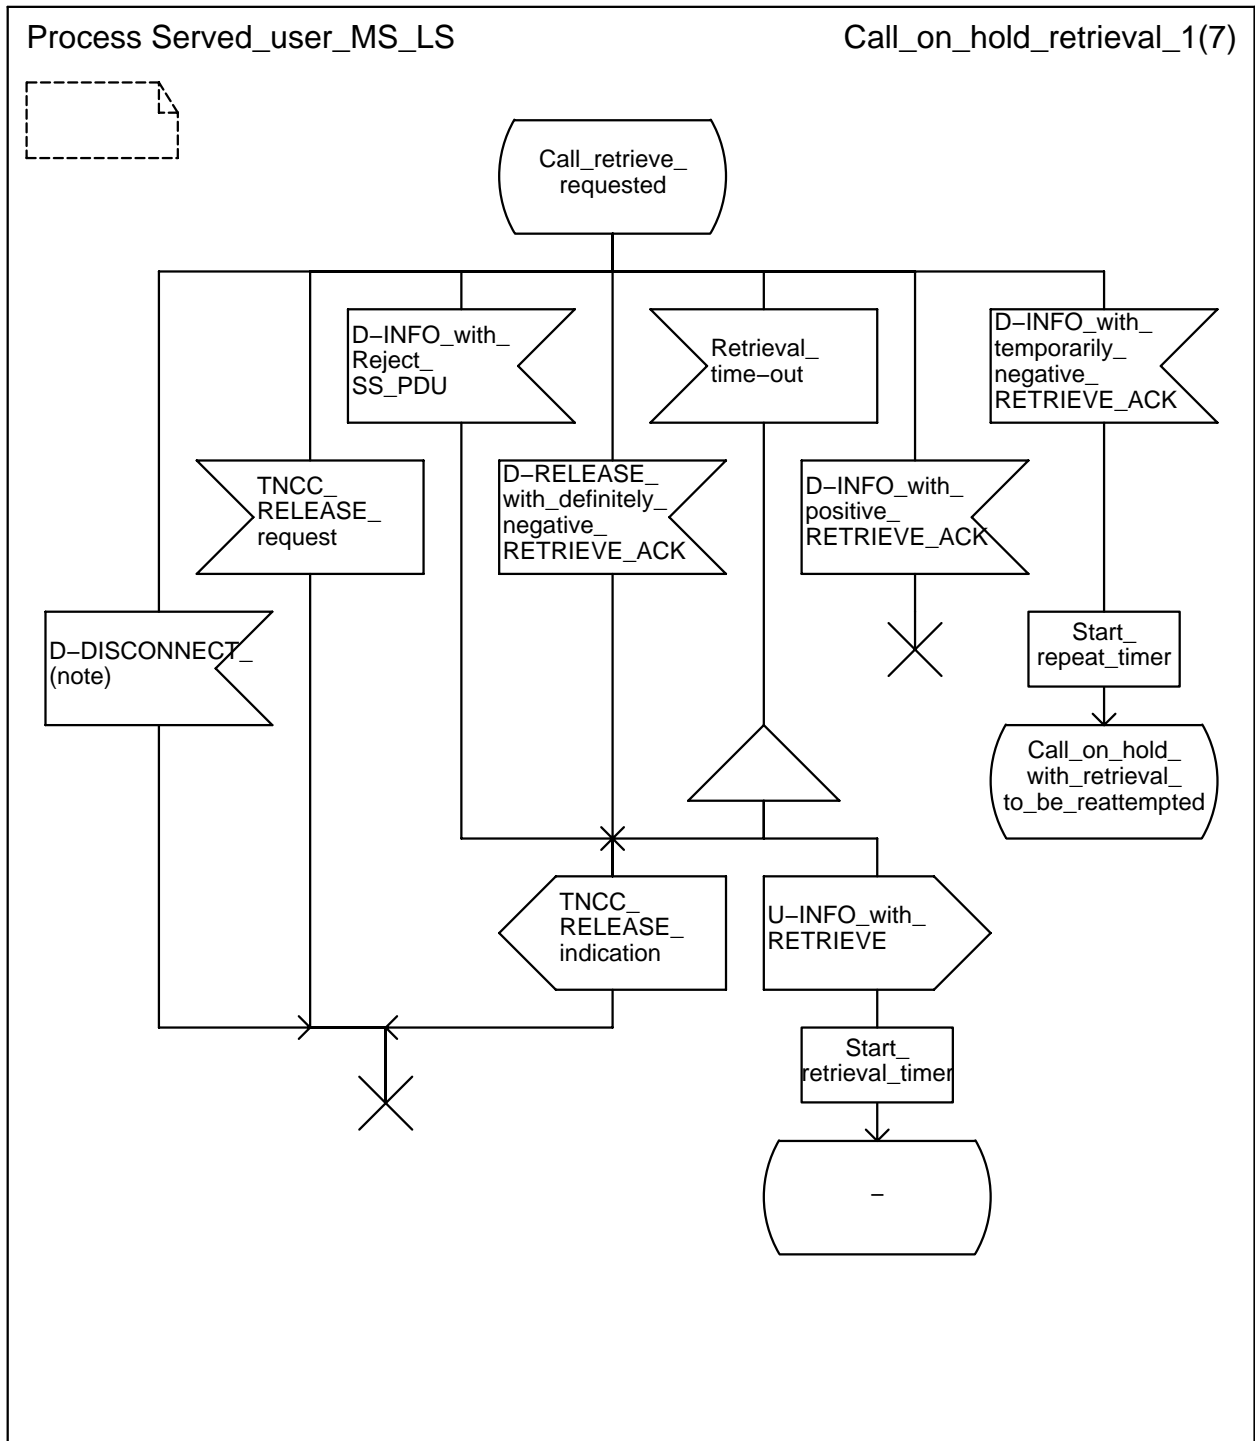 Process Served_user_MS_LS
Call_on_hold_retrieval_1(7)
Call_retrieve_
requested
D–INFO_with_
Reject_
SS_PDU
Retrieval_
time–out
D–INFO_with_
temporarily_
negative_
RETRIEVE_ACK
TNCC_
RELEASE_
request
D–RELEASE_
with_definitely_
negative_
RETRIEVE_ACK
D–INFO_with_
positive_
RETRIEVE_ACK
D–DISCONNECT_
(note)
Start_
repeat_timer
Call_on_hold_
with_retrieval_
to_be_reattempted
TNCC_
RELEASE_
indication
U–INFO_with_
RETRIEVE
Start_
retrieval_timer
–